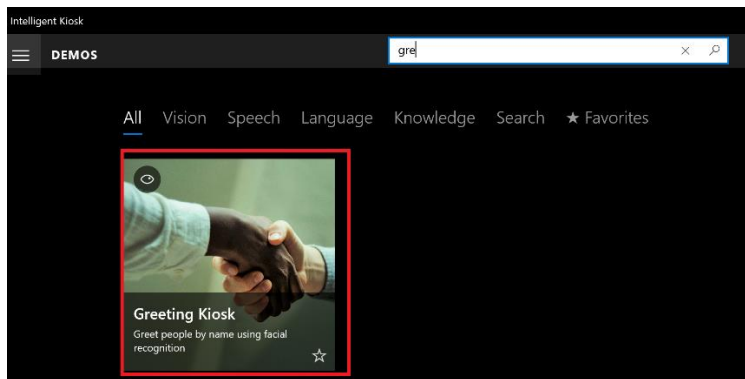 Intelligent Kiosk
DEMOS
gre
All Vision Speech Language Knowledge Search ★ Favorites
Greeting Kiosk
Greet people by name using facial
recognition